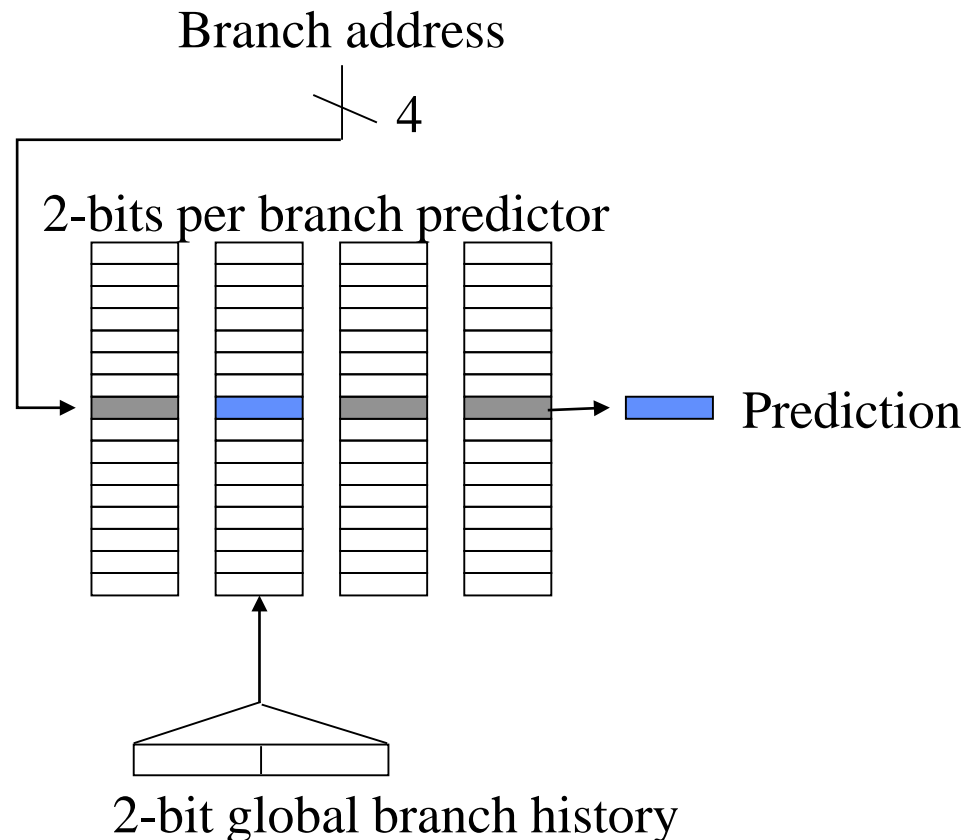 Branch address
4
2-bits per branch predictor
Prediction
2-bit global branch history